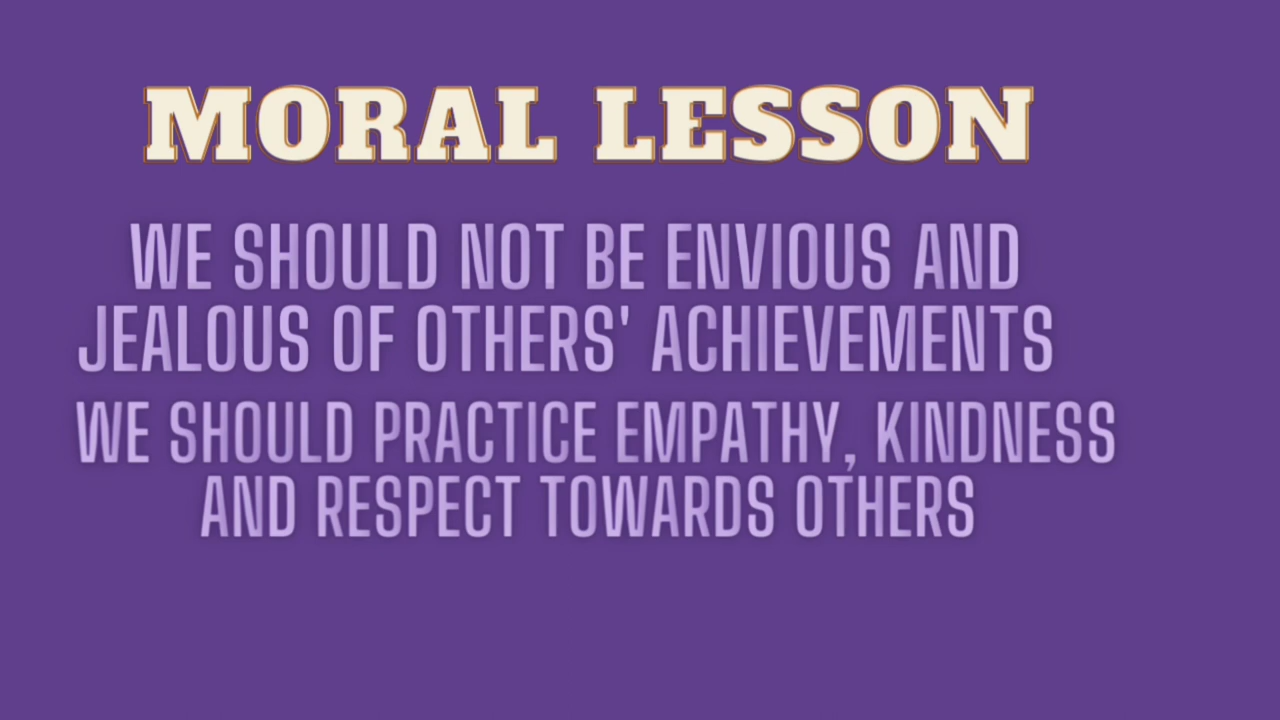 MORAL LESSON
WE SHOULD NOT BE ENVIOUS AND
JEALOUS OF OTHERS' ACHIEVEMENTS
WE SHOULD PRACTICE EMPATHY, KINDNESS
AND RESPECT TOWARDS OTHERS